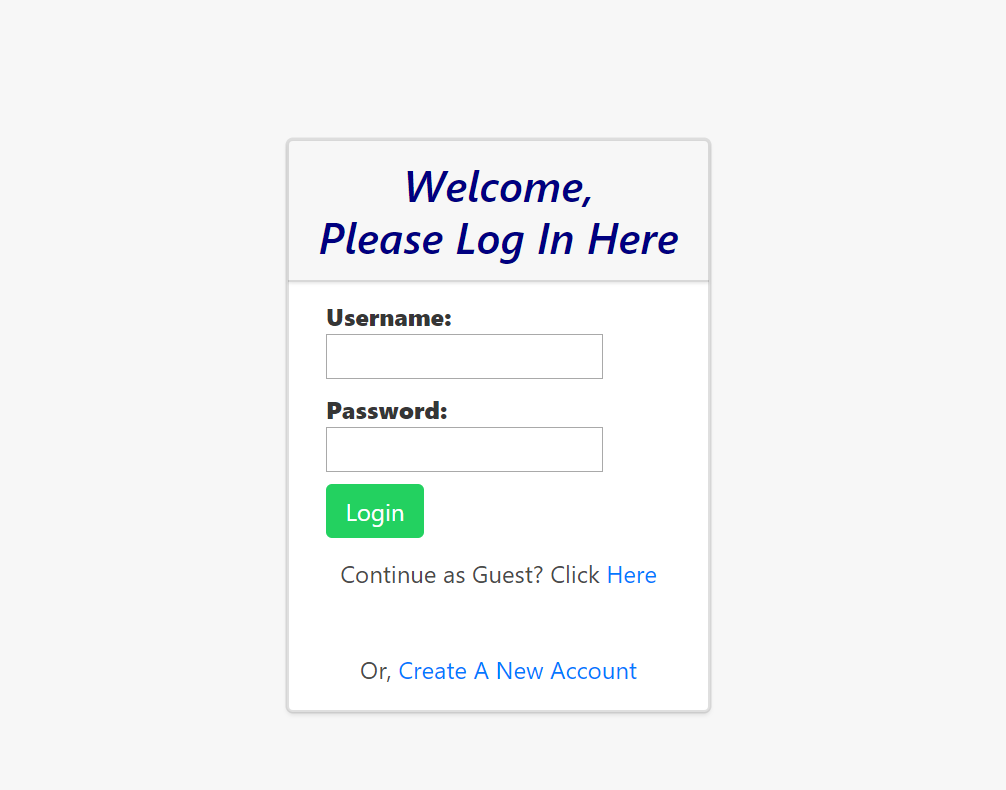 Welcome,
Please Log In Here
Username:
Password:
Login
Continue as Guest? Click Here
Or, Create A New Account